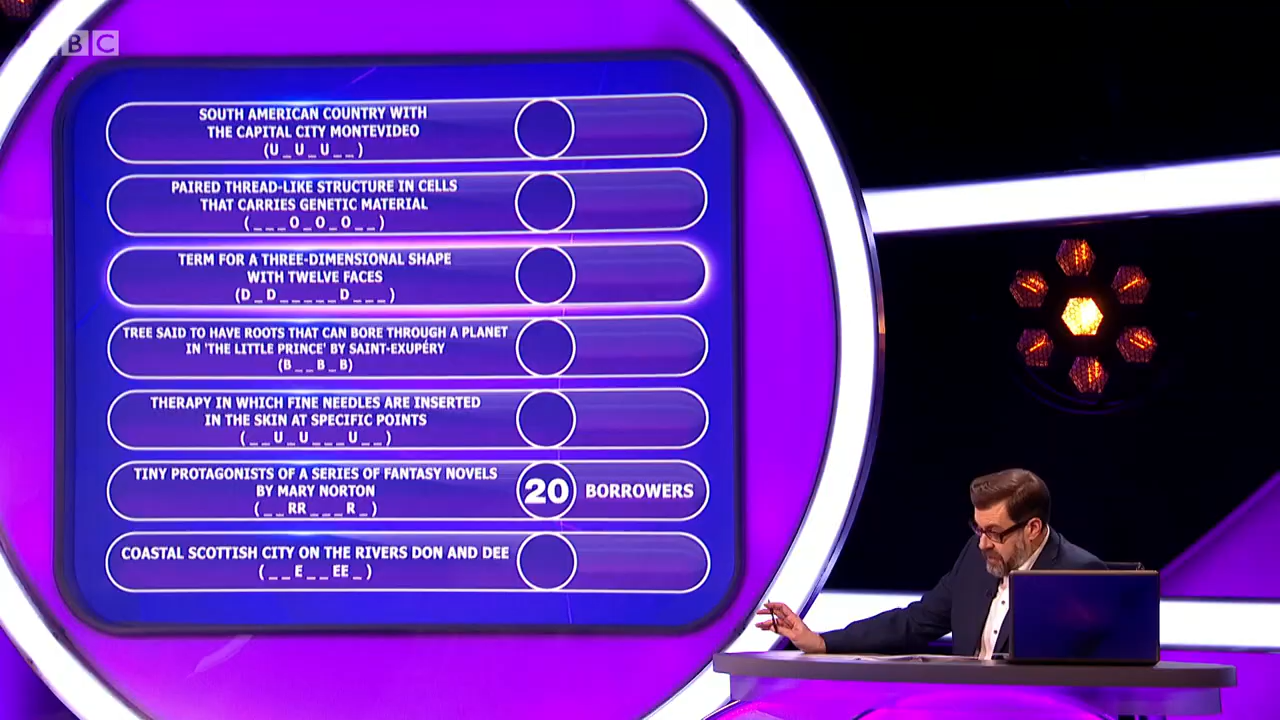 BBC
SOUTH AMERICAN COUNTRY WITH
THE CAPITAL CITY MONTEVIDEO
(U _ U _ U _ _ )
PAIRED THREAD-LIKE STRUCTURE IN CELLS
THAT CARRIES GENETIC MATERIAL
( _ _ _ O _ O _ O _ _ )
TERM FOR A THREE-DIMENSIONAL SHAPE
WITH TWELVE FACES
(D _ D _ _ _ _ _ D _ _ _ )
TREE SAID TO HAVE ROOTS THAT CAN BORE THROUGH A PLANET
IN 'THE LITTLE PRINCE' BY SAINT-EXUPÉRY
(B _ _ B _ B)
THERAPY IN WHICH FINE NEEDLES ARE INSERTED
IN THE SKIN AT SPECIFIC POINTS
( _ _ U _ U _ _ _ U _ _ )
TINY PROTAGONISTS OF A SERIES OF FANTASY NOVELS
BY MARY NORTON
( _ _ RR _ _ _ R _ )
20 BORROWERS
COASTAL SCOTTISH CITY ON THE RIVERS DON AND DEE
( _ _ E _ _ EE _ )